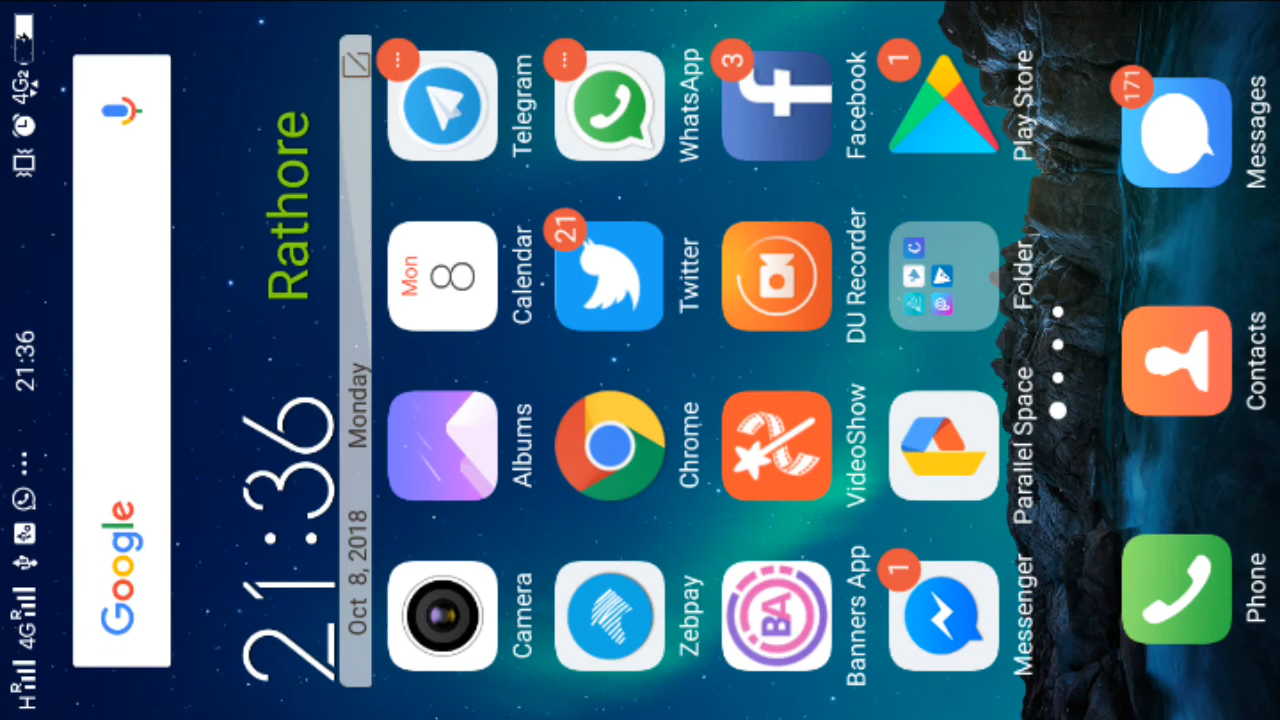 H R 4G R 21:36 4G2
Google
21:36 Rathore
Oct 8, 2018 Monday
Mon
8
Camera Albums Calendar Telegram
21
Zebpay Chrome Twitter WhatsApp
BA 3
Banners App VideoShow DU Recorder Facebook
1 1
Messenger Parallel Space Folder Play Store
171
Phone Contacts Messages